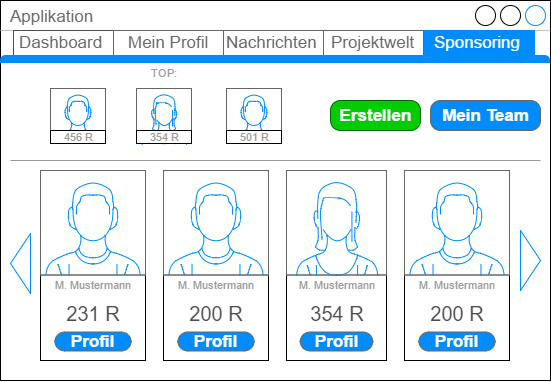 Applikation
Dashboard Mein Profil Nachrichten Projektwelt Sponsoring
TOP:
456 R 354 R 501 R
Erstellen Mein Team
M. Mustermann M. Mustermann M. Mustermann M. Mustermann
231 R 200 R 354 R 200 R
Profil Profil Profil Profil